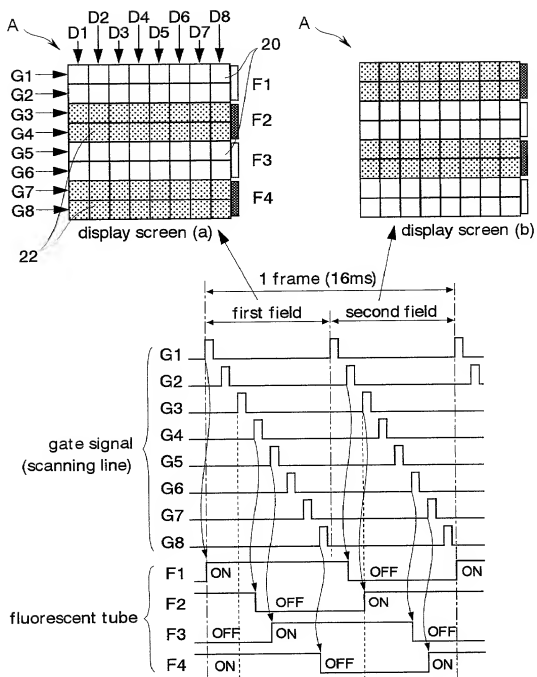 A
D1 D2 D3 D4 D5 D6 D7 D8
20
G1
G2
G3
G4
G5
G6
G7
G8
F1
F2
F3
F4
22
display screen (a)
A
display screen (b)
1 frame (16ms)
first field
second field
gate signal
(scanning line)
G1
G2
G3
G4
G5
G6
G7
G8
fluorescent tube
F1 ON OFF ON
F2 OFF ON
F3 OFF ON OFF
F4 ON OFF ON